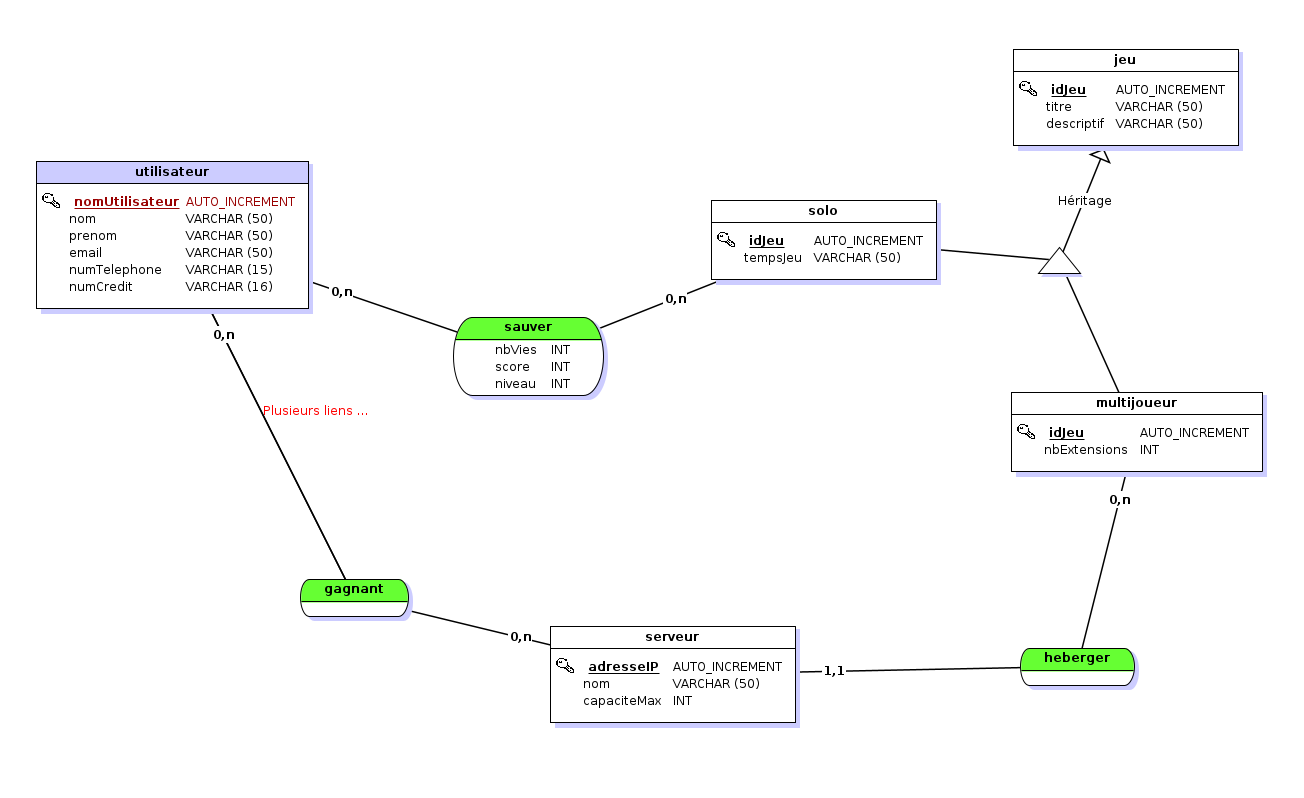 jeu
idJeu AUTO_INCREMENT
titre VARCHAR (50)
descriptif VARCHAR (50)
Héritage
utilisateur
nomUtilisateur AUTO_INCREMENT
nom VARCHAR (50)
prenom VARCHAR (50)
email VARCHAR (50)
numTelephone VARCHAR (15)
numCredit VARCHAR (16)
solo
idJeu AUTO_INCREMENT
tempsJeu VARCHAR (50)
0,n
0,n
sauver
nbVies INT
score INT
niveau INT
0,n
Plusieurs liens ...
multijoueur
idJeu AUTO_INCREMENT
nbExtensions INT
0,n
gagnant
0,n
serveur
adresseIP AUTO_INCREMENT
nom VARCHAR (50)
capaciteMax INT
1,1
heberger